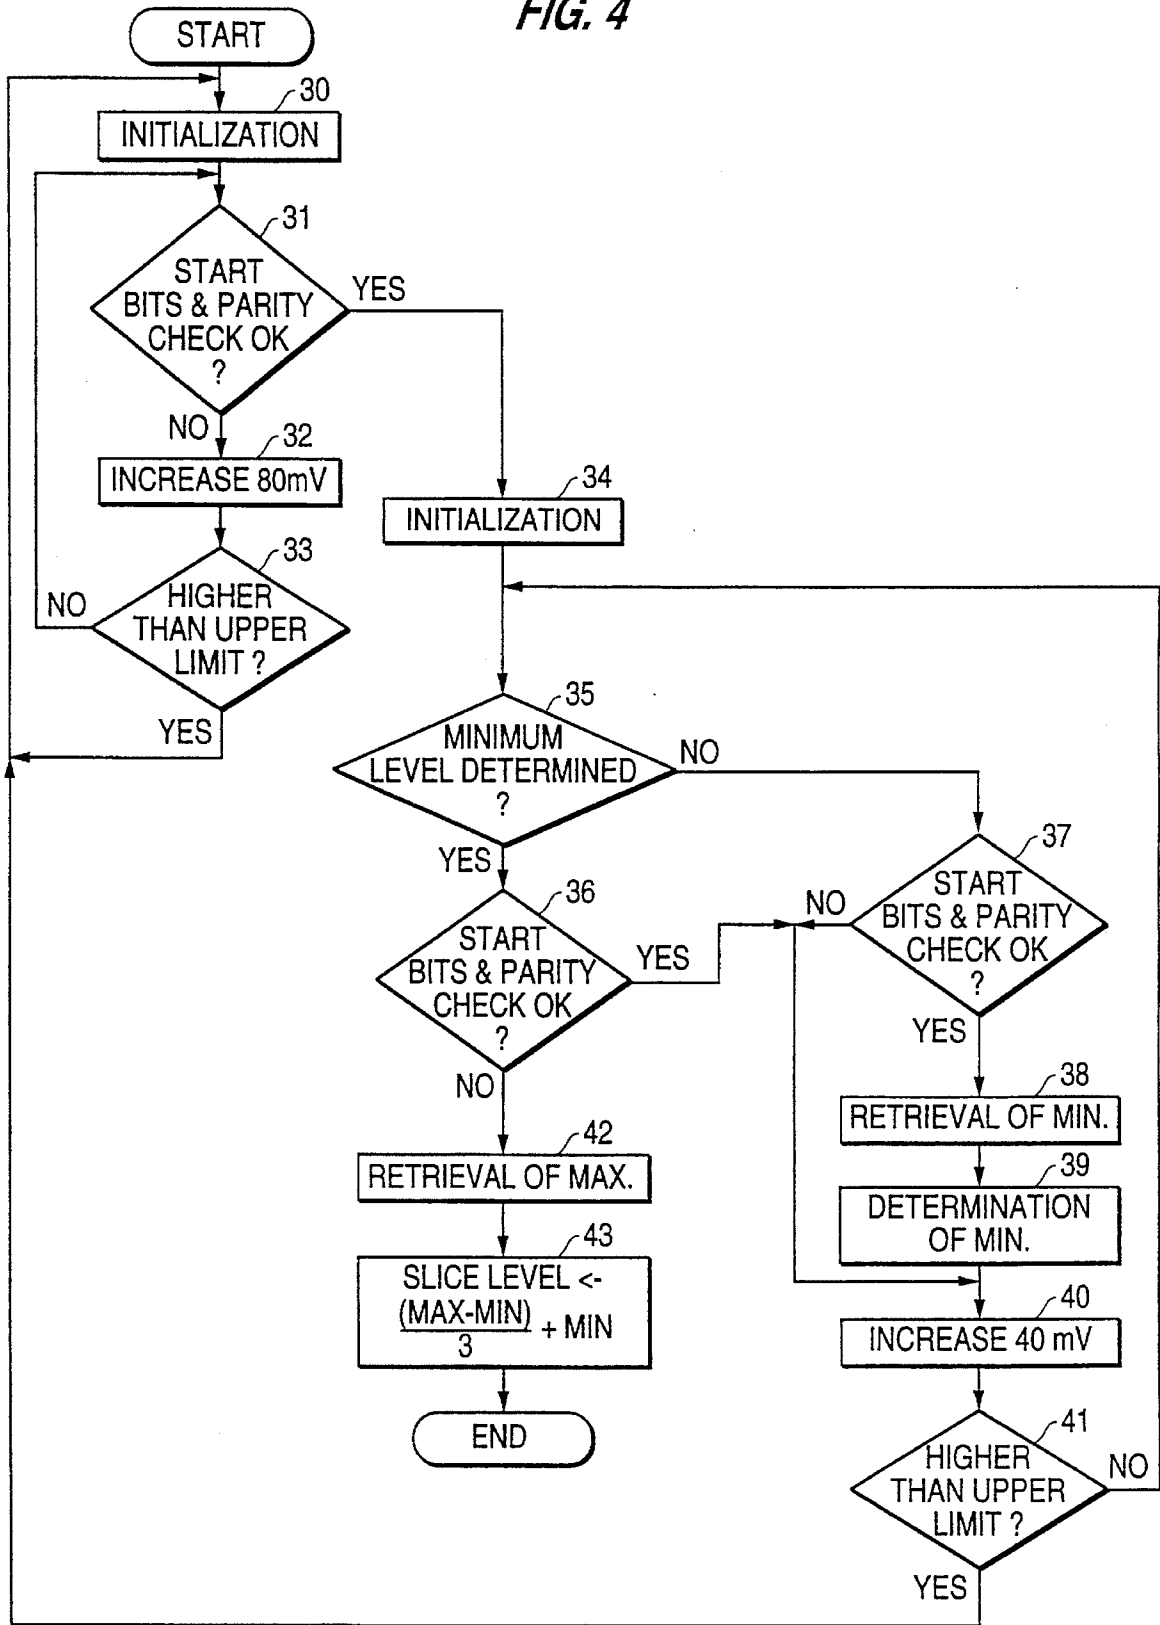 FIG. 4
START
30
INITIALIZATION
31
START
BITS & PARITY
CHECK OK
?
YES
NO
32
INCREASE 80mV
33
HIGHER
THAN UPPER
LIMIT ?
NO
YES
34
INITIALIZATION
35
MINIMUM
LEVEL DETERMINED
?
NO
YES
36
START
BITS & PARITY
CHECK OK
?
YES
NO
37
START
BITS & PARITY
CHECK OK
?
NO
YES
38
RETRIEVAL OF MIN.
39
DETERMINATION
OF MIN.
40
INCREASE 40 mV
41
HIGHER
THAN UPPER
LIMIT ?
NO
YES
42
RETRIEVAL OF MAX.
43
SLICE LEVEL <-
(MAX-MIN)
3
+ MIN
END